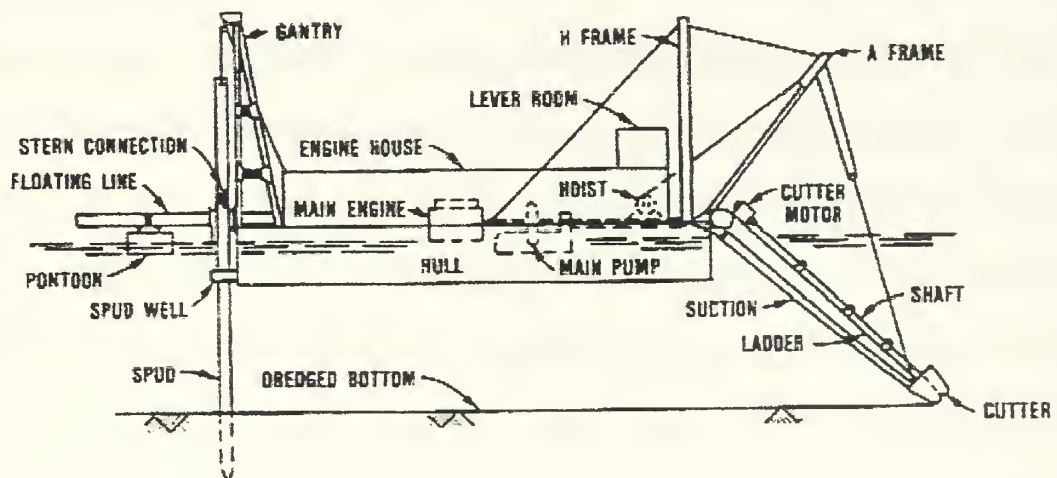 GANTRY
H FRAME
A FRAME
LEVER ROOM
STERN CONNECTION
ENGINE HOUSE
FLOATING LINE
HOIST
MAIN ENGINE
CUTTER
MOTOR
PONTOON
HULL
MAIN PUMP
SPUD WELL
SUCTION
SHAFT
LADDER
SPUD
DREDGED BOTTOM
CUTTER